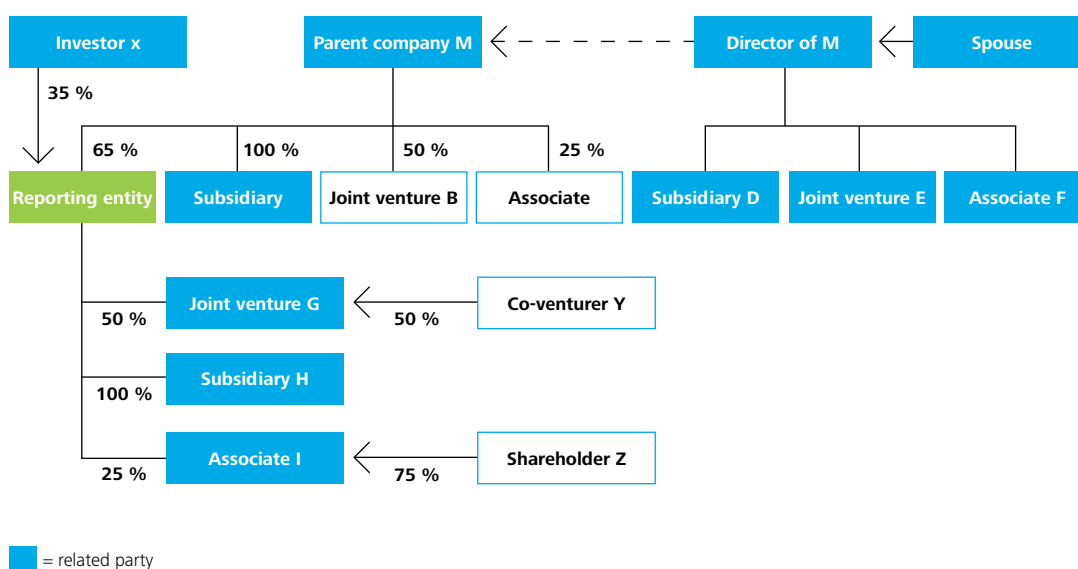 Investor x
Parent company M
Director of M
Spouse
35 %
65 %
100 %
50 %
25 %
Reporting entity
Subsidiary
Joint venture B
Associate
Subsidiary D
Joint venture E
Associate F
Joint venture G
Co-venturer Y
50 %
50 %
Subsidiary H
100 %
Associate I
Shareholder Z
25 %
75 %
= related party